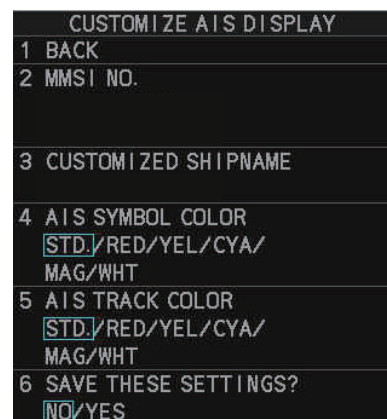 CUSTOMIZE AIS DISPLAY
1 BACK
2 MMSI NO.
3 CUSTOMIZED SHIPNAME
4 AIS SYMBOL COLOR
STD./RED/YEL/CYA/
MAG/WHT
5 AIS TRACK COLOR
STD./RED/YEL/CYA/
MAG/WHT
6 SAVE THESE SETTINGS?
NO/YES